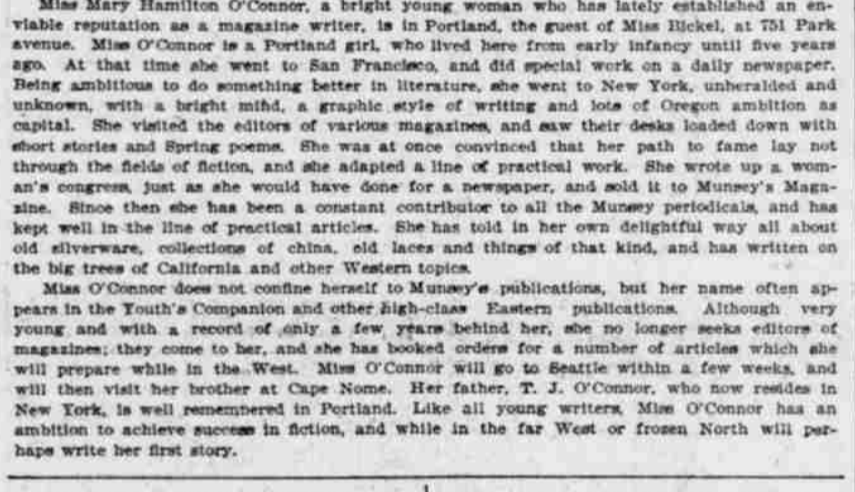 Miss Mary Hamilton O'Connor, a bright young woman who has lately established an en-
viable reputation as a magazine writer, is in Portland, the guest of Miss Bickel, at 751 Park
avenue. Miss O'Connor is a Portland girl, who lived here from early infancy until five years
ago. At that time she went to San Francisco, and did special work on a daily newspaper.
Being ambitious to do something better in literature, she went to New York, unheralded and
unknown, with a bright mind, a graphic style of writing and lots of Oregon ambition as
capital. She visited the editors of various magazines, and saw their desks loaded down with
short stories and Spring poems. She was at once convinced that her path to fame lay not
through the fields of fiction, and she adapted a line of practical work. She wrote up a wom-
an's congress, just as she would have done for a newspaper, and sold it to Munsey's Maga-
zine. Since then she has been a constant contributor to all the Munsey periodicals, and has
kept well in the line of practical articles. She has told in her own delightful way all about
old silverware, collections of china, old laces and things of that kind, and has written on
the big trees of California and other Western topics.
Miss O'Connor does not confine herself to Munsey's publications, but her name often ap-
pears in the Youth's Companion and other high-class Eastern publications. Although very
young and with a record of only a few years behind her, she no longer seeks editors of
magazines; they come to her, and she has booked orders for a number of articles which she
will prepare while in the West. Miss O'Connor will go to Seattle within a few weeks, and
will then visit her brother at Cape Nome. Her father, T. J. O'Connor, who now resides in
New York, is well remembered in Portland. Like all young writers, Miss O'Connor has an
ambition to achieve success in fiction, and while in the far West or frozen North will per-
haps write her first story.